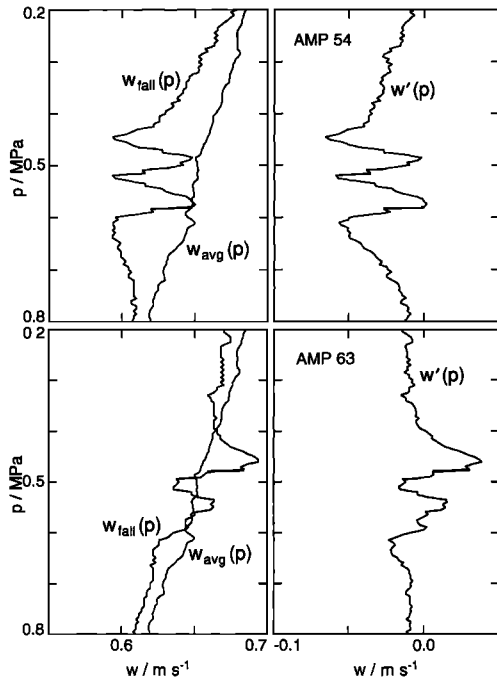 0.2
AMP 54
w_fall(p)
w'(p)
p / MPa
0.5
w_avg(p)
0.8
0.2
AMP 63
w'(p)
p / MPa
0.5
w_fall(p)
w_avg(p)
0.8
0.6 0.7 -0.1 0.0
w / m s⁻¹ w / m s⁻¹